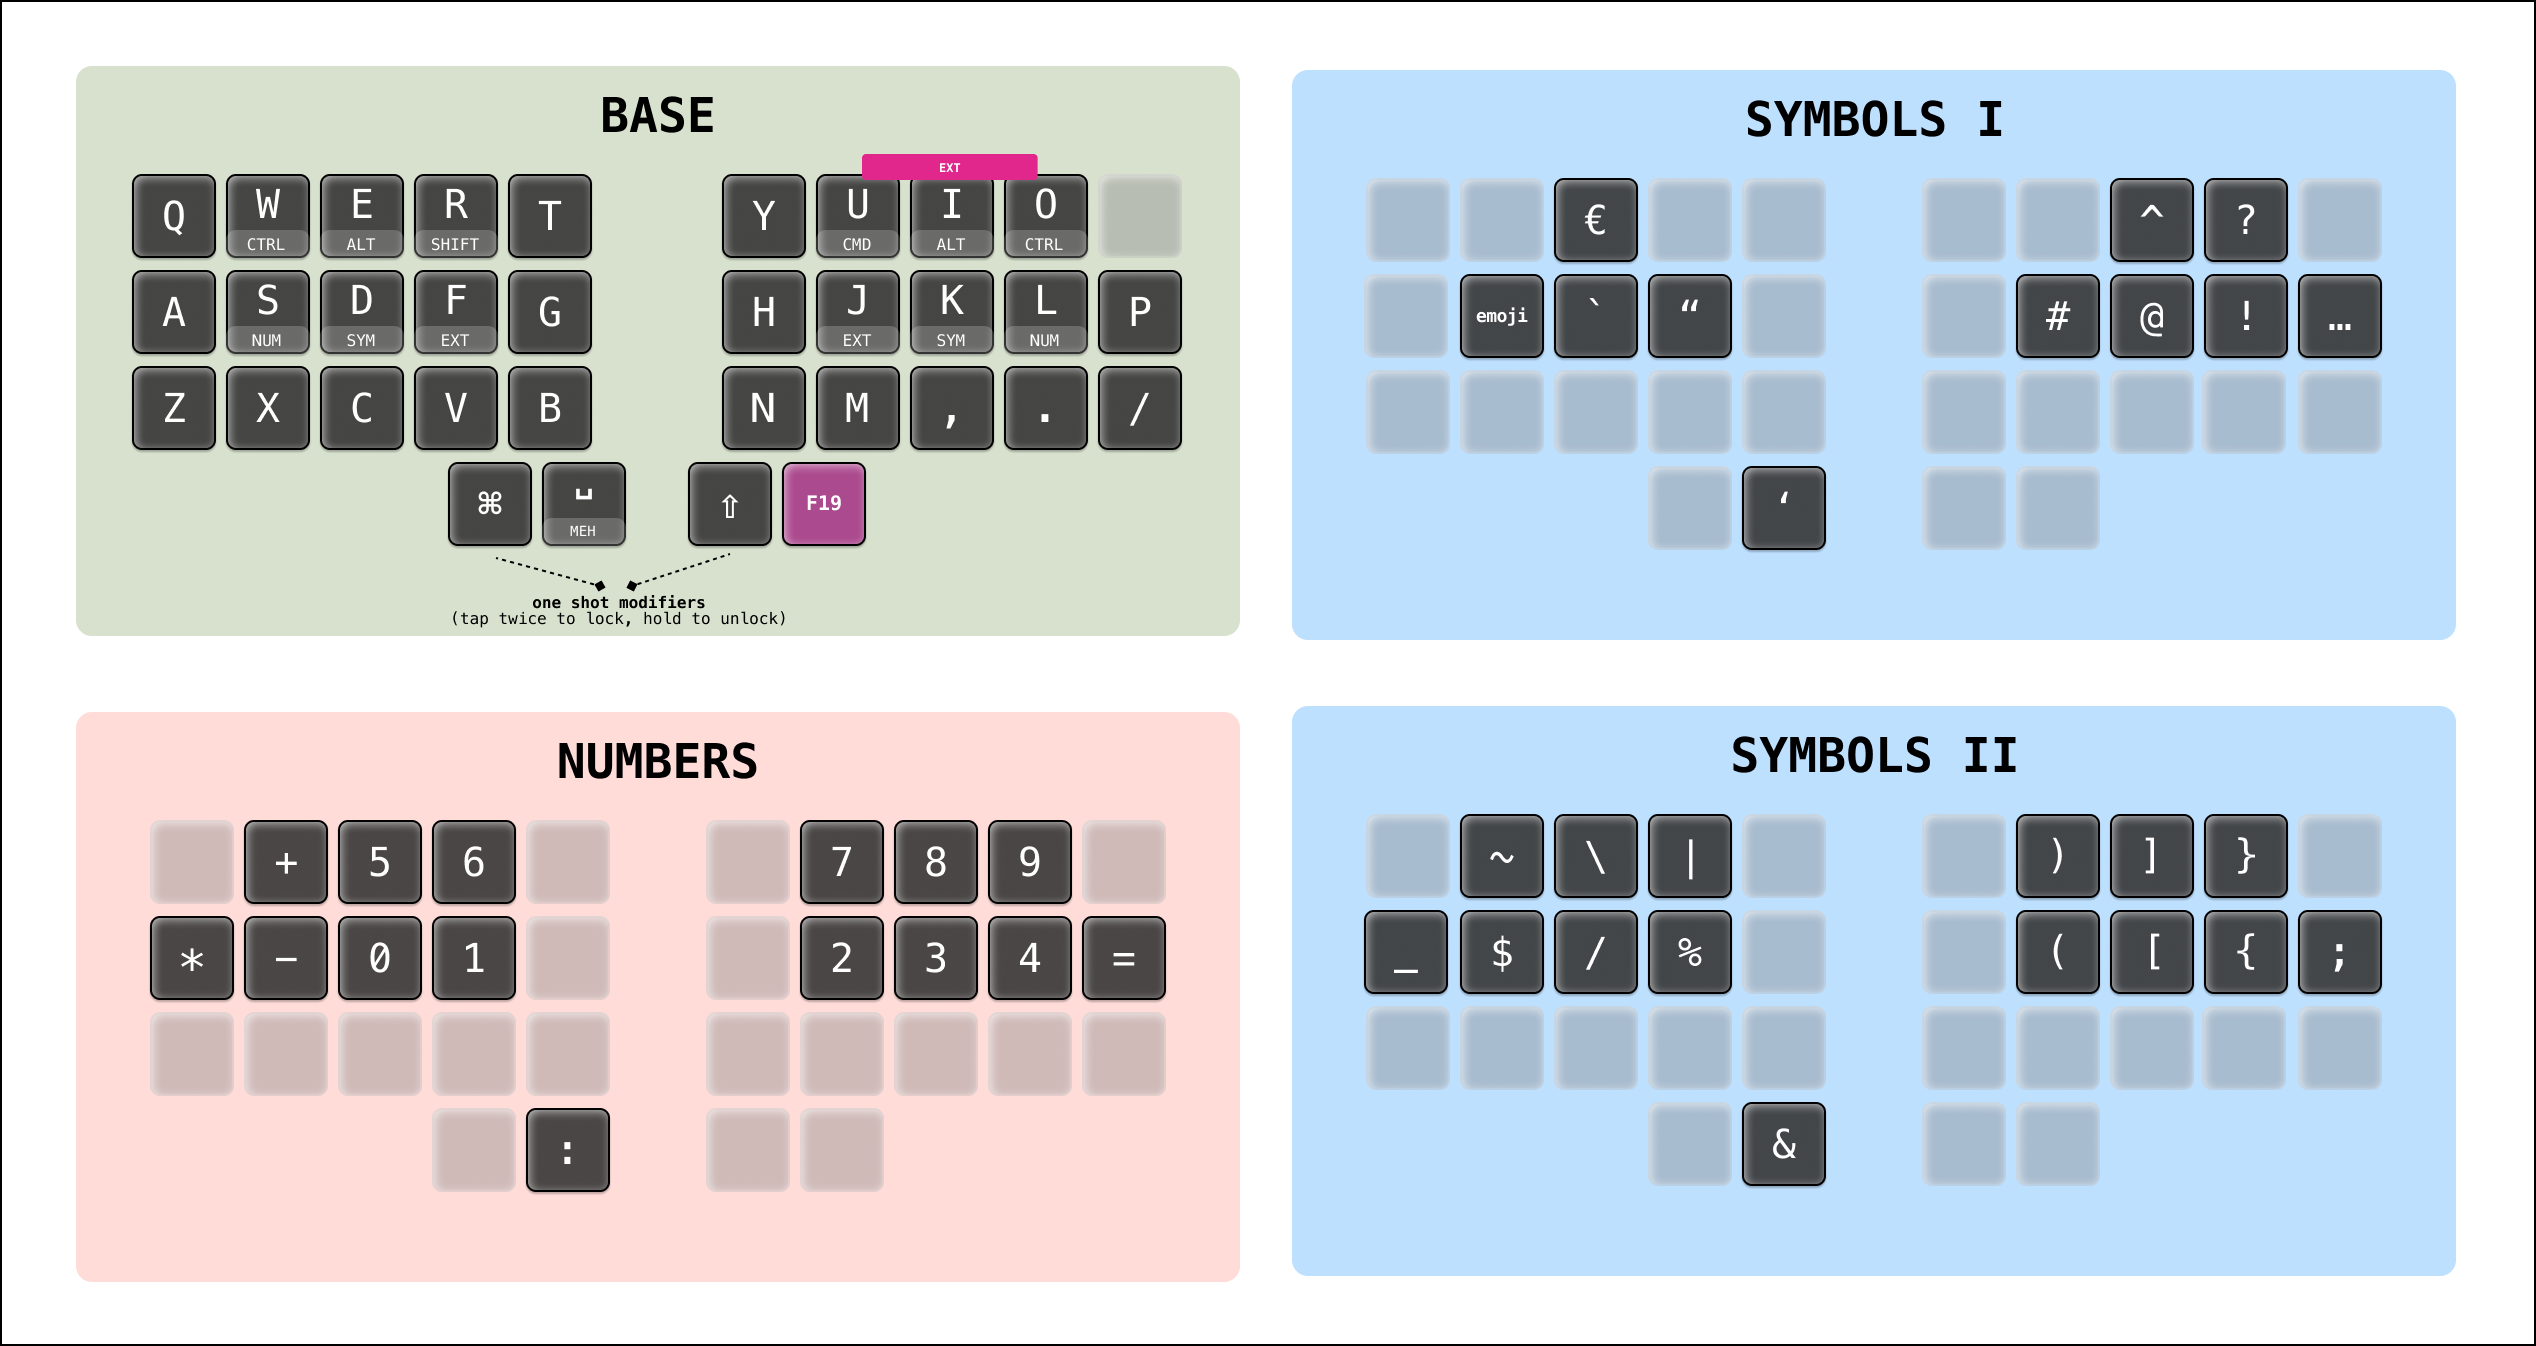 BASE
EXT
Q W E R T Y U I O
CTRL ALT SHIFT CMD ALT CTRL
A S D F G H J K L P
NUM SYM EXT EXT SYM NUM
Z X C V B N M , . /
⌘ ␣ ⇧ F19
MEH
one shot modifiers
(tap twice to lock, hold to unlock)
SYMBOLS I
€ ^ ?
emoji ` “ # @ ! …
‘
NUMBERS
+ 5 6 7 8 9
* − 0 1 2 3 4 =
:
SYMBOLS II
~ \ | ) ] }
_ $ / % ( [ { ;
&